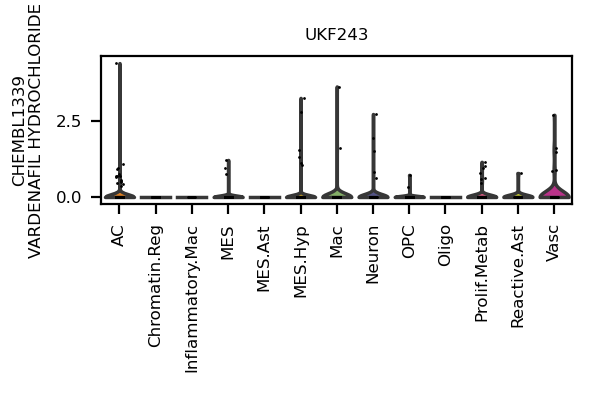 UKF243
CHEMBL1339
VARDENAFIL HYDROCHLORIDE
2.5
0.0
AC
Chromatin.Reg
Inflammatory.Mac
MES
MES.Ast
MES.Hyp
Mac
Neuron
OPC
Oligo
Prolif.Metab
Reactive.Ast
Vasc